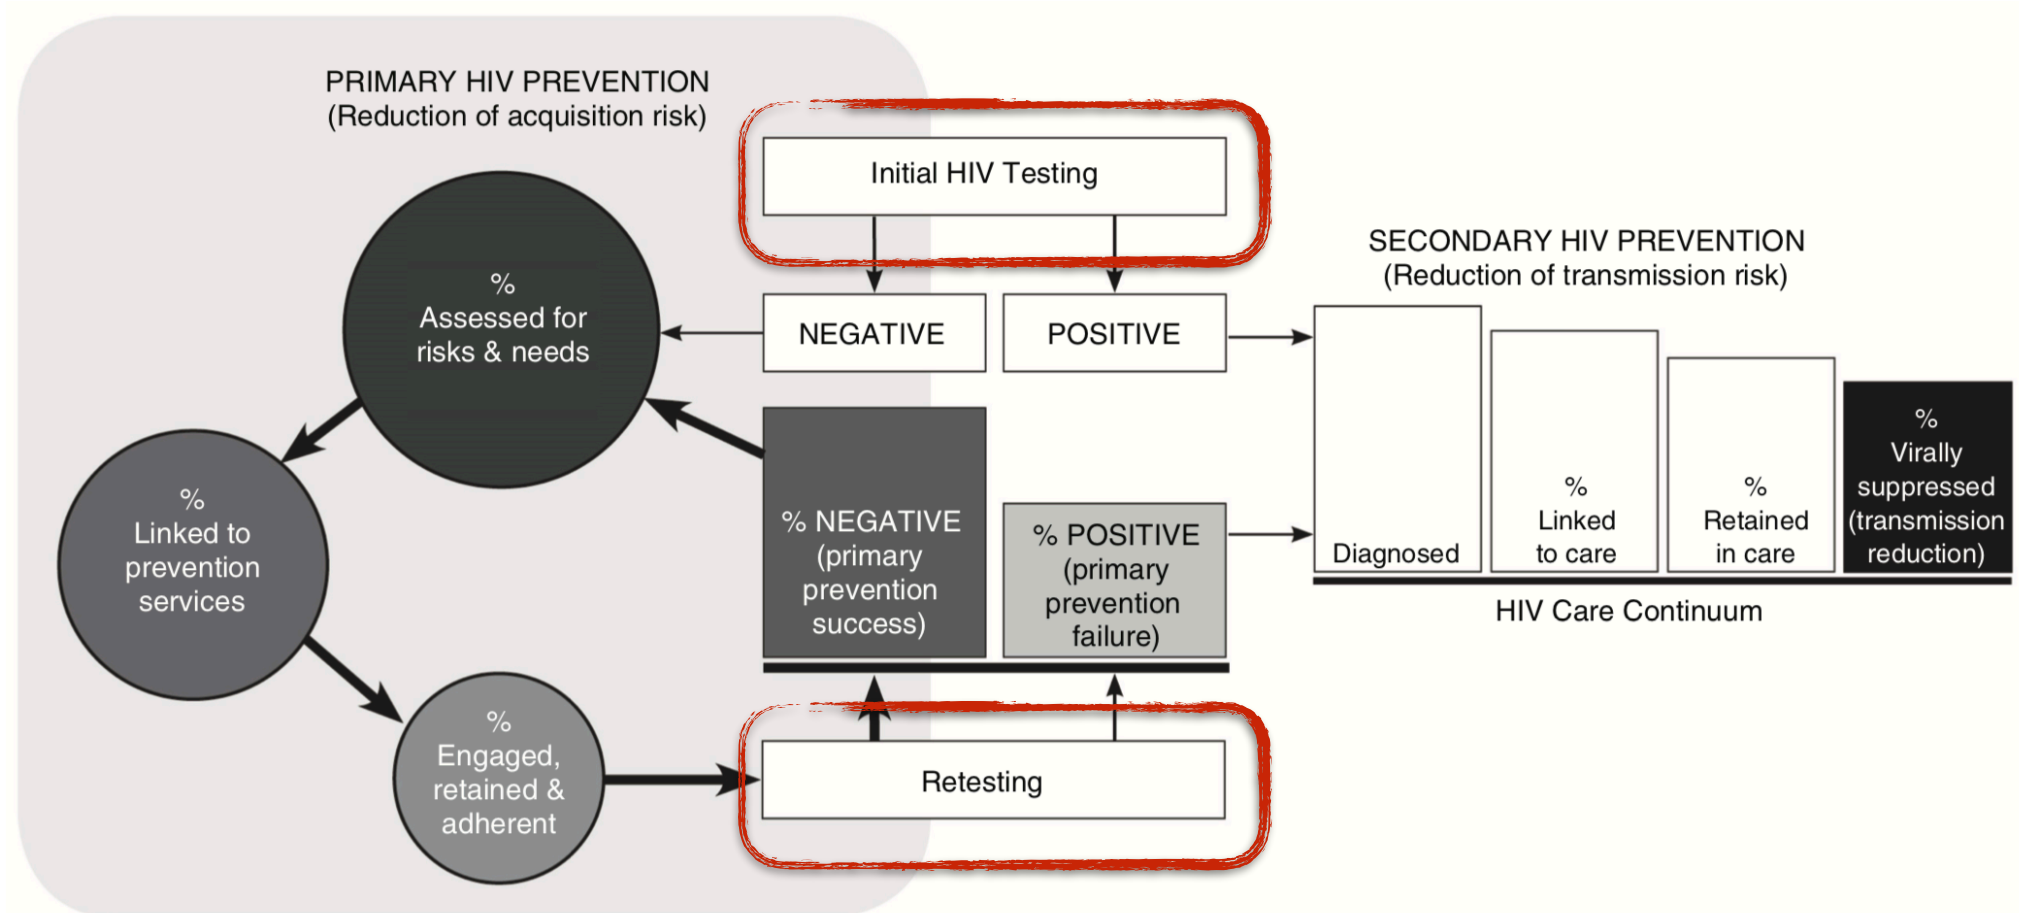 PRIMARY HIV PREVENTION
(Reduction of acquisition risk)
Initial HIV Testing
SECONDARY HIV PREVENTION
(Reduction of transmission risk)
NEGATIVE
POSITIVE
%
Assessed for
risks & needs
%
Linked to
prevention
services
%
Engaged,
retained &
adherent
% NEGATIVE
(primary
prevention
success)
% POSITIVE
(primary
prevention
failure)
Retesting
Diagnosed
%
Linked
to care
%
Retained
in care
%
Virally
suppressed
(transmission
reduction)
HIV Care Continuum